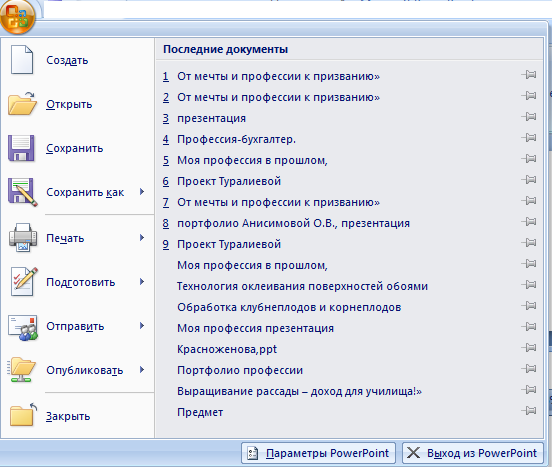 Последние документы
Создать
Открыть
Сохранить
Сохранить как
Печать
Подготовить
Отправить
Опубликовать
Закрыть
1 От мечты и профессии к призванию»
2 От мечты и профессии к призванию»
3 презентация
4 Профессия-бухгалтер.
5 Моя профессия в прошлом,
6 Проект Туралиевой
7 От мечты и профессии к призванию»
8 портфолио Анисимовой О.В., презентация
9 Проект Туралиевой
Моя профессия в прошлом,
Технология оклеивания поверхностей обоями
Обработка клубнеплодов и корнеплодов
Моя профессия презентация
Красноженова,ppt
Портфолио профессии
Выращивание рассады – доход для училища!»
Предмет
Параметры PowerPoint
Выход из PowerPoint